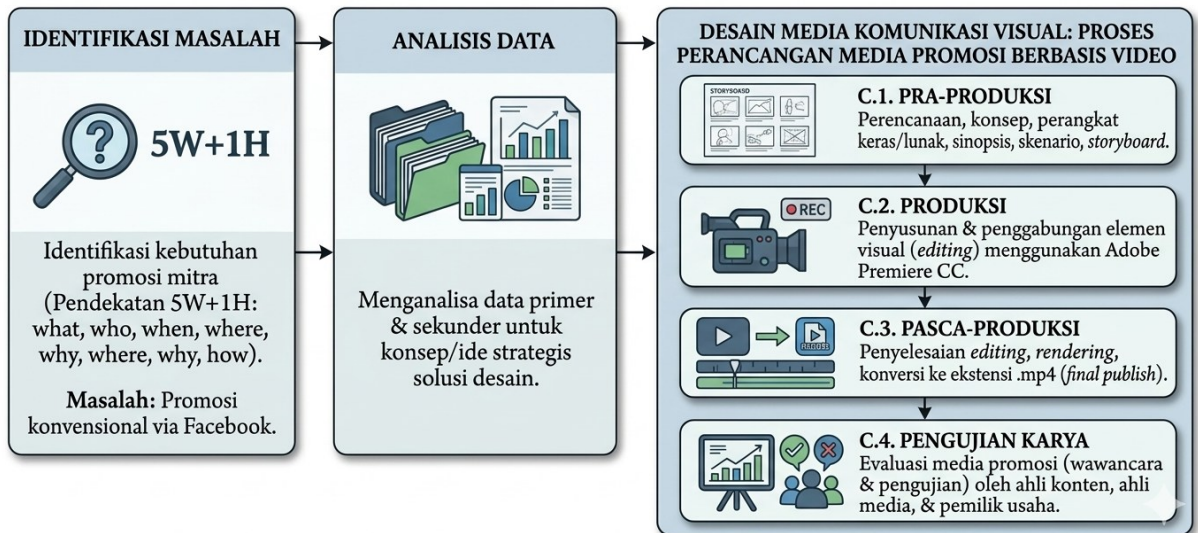 IDENTIFIKASI MASALAH
5W+1H
Identifikasi kebutuhan
promosi mitra
(Pendekatan 5W+1H:
what, who, when, where,
why, where, why, how).
Masalah: Promosi
konvensional via Facebook.
ANALISIS DATA
Menganalisa data primer
& sekunder untuk
konsep/ide strategis
solusi desain.
DESAIN MEDIA KOMUNIKASI VISUAL: PROSES
PERANCANGAN MEDIA PROMOSI BERBASIS VIDEO
C.1. PRA-PRODUKSI
Perencanaan, konsep, perangkat
keras/lunak, sinopsis, skenario, storyboard.
C.2. PRODUKSI
REC
Penyusunan & penggabungan elemen
visual (editing) menggunakan Adobe
Premiere CC.
C.3. PASCA-PRODUKSI
Penyelesaian editing, rendering,
konversi ke ekstensi .mp4 (final publish).
C.4. PENGUJIAN KARYA
Evaluasi media promosi (wawancara
& pengujian) oleh ahli konten, ahli
media, & pemilik usaha.